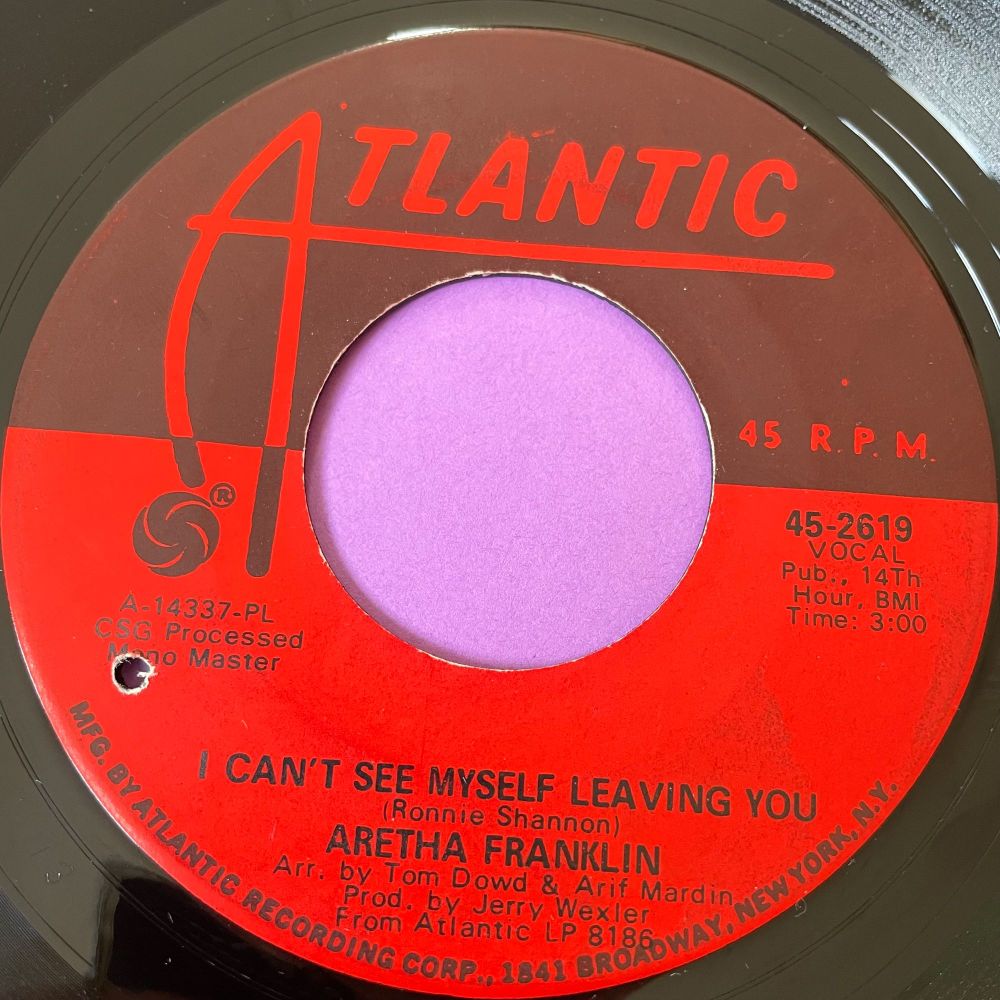 ATLANTIC
45 R.P.M.
®
45-2619
VOCAL
Pub., 14Th
Hour, BMI
Time: 3:00
A-14337-PL
CSG Processed
Mono Master
I CAN'T SEE MYSELF LEAVING YOU
(Ronnie Shannon)
ARETHA FRANKLIN
Arr. by Tom Dowd & Arif Mardin
Prod. by Jerry Wexler
From Atlantic LP 8186
MFG. BY ATLANTIC RECORDING CORP., 1841 BROADWAY, NEW YORK, N.Y.